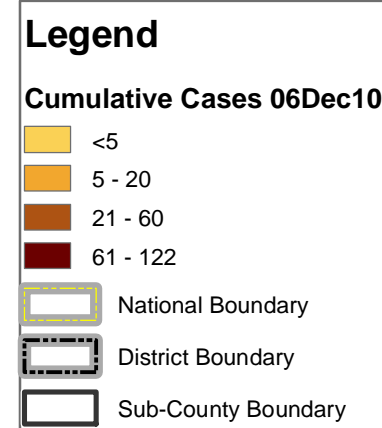 Legend
Cumulative Cases 06Dec10
<5
5 - 20
21 - 60
61 - 122
National Boundary
District Boundary
Sub-County Boundary